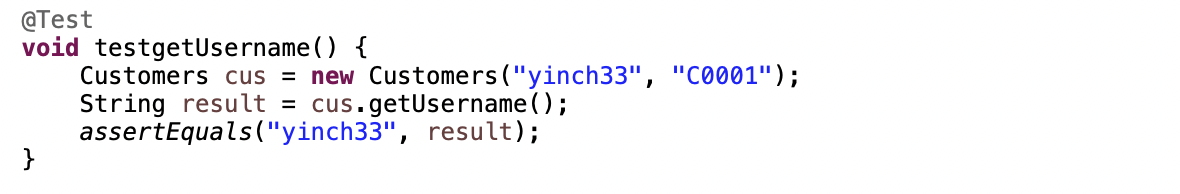 @Test
void testgetUsername() {
    Customers cus = new Customers("yinch33", "C0001");
    String result = cus.getUsername();
    assertEquals("yinch33", result);
}